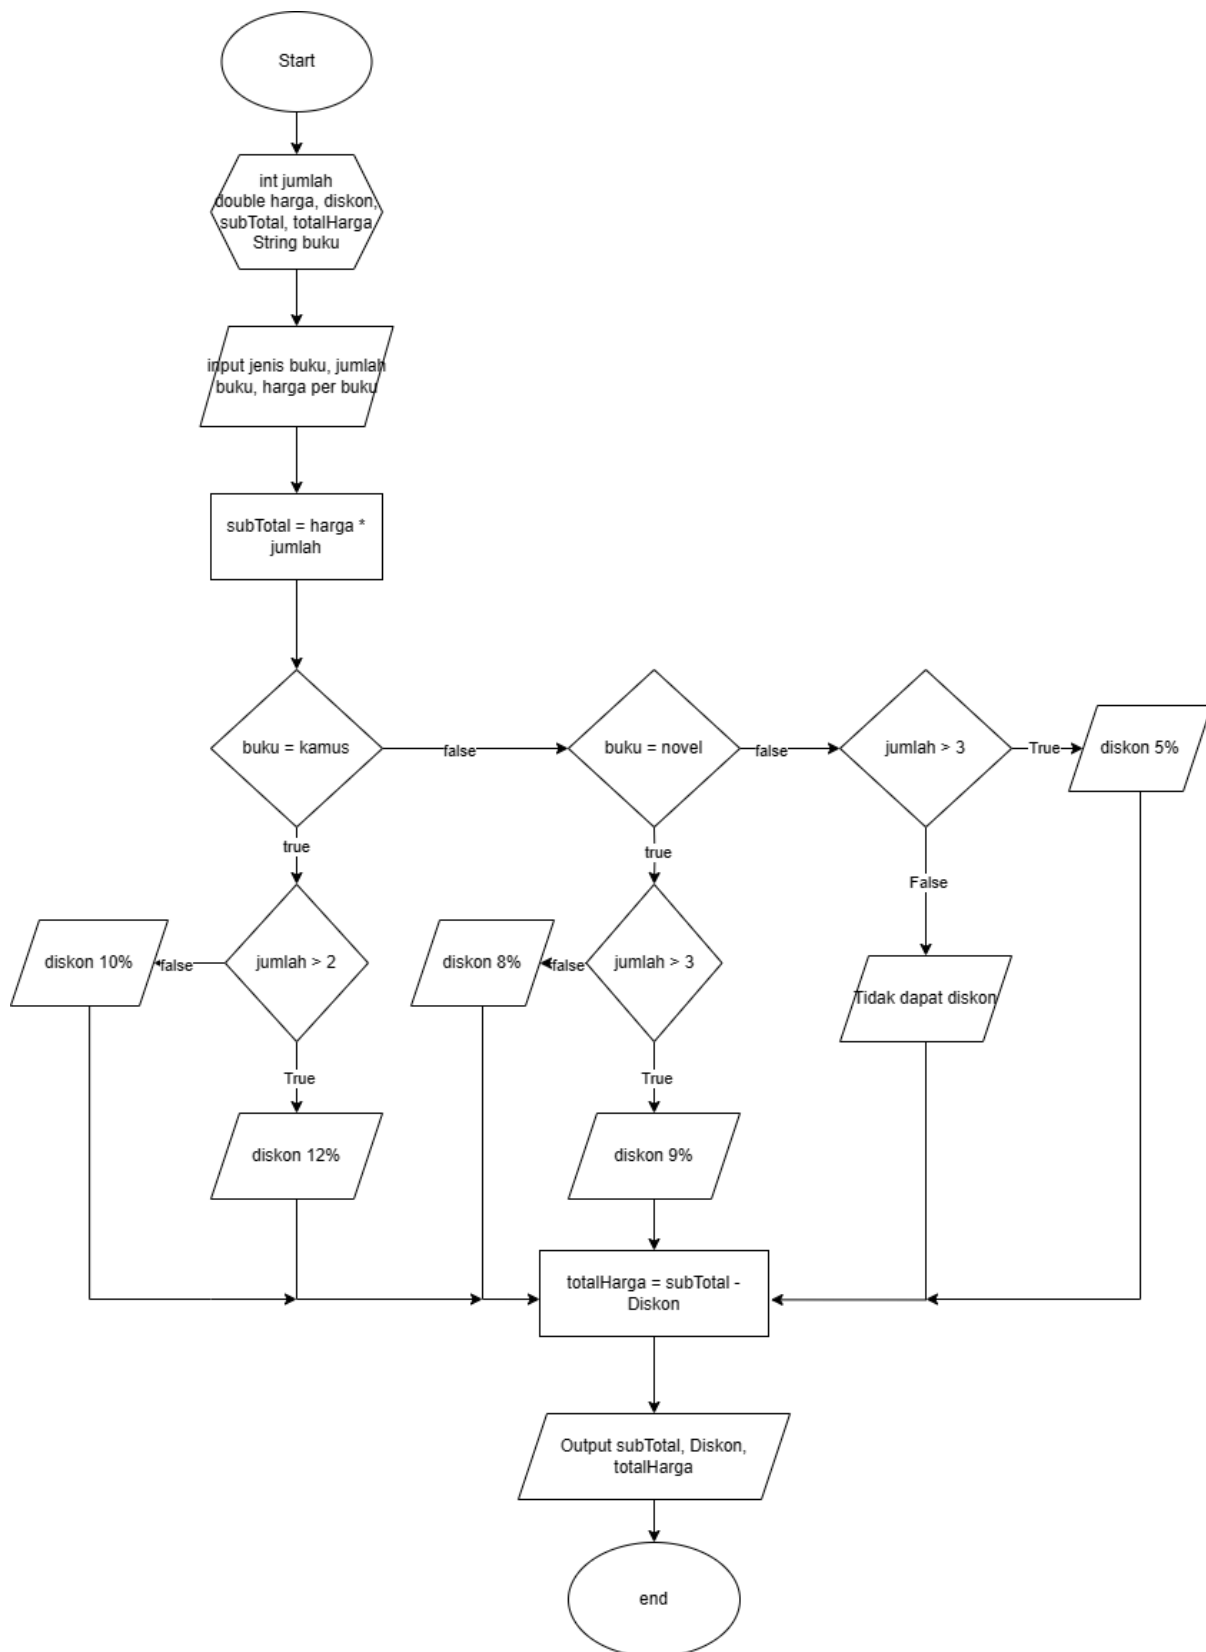 Start
int jumlah
double harga, diskon,
subTotal, totalHarga
String buku
input jenis buku, jumlah
buku, harga per buku
subTotal = harga *
jumlah
buku = kamus
false
buku = novel
false
jumlah > 3
True
diskon 5%
true
true
False
diskon 10%
false
jumlah > 2
diskon 8%
false
jumlah > 3
Tidak dapat diskon
True
True
diskon 12%
diskon 9%
totalHarga = subTotal -
Diskon
Output subTotal, Diskon,
totalHarga
end